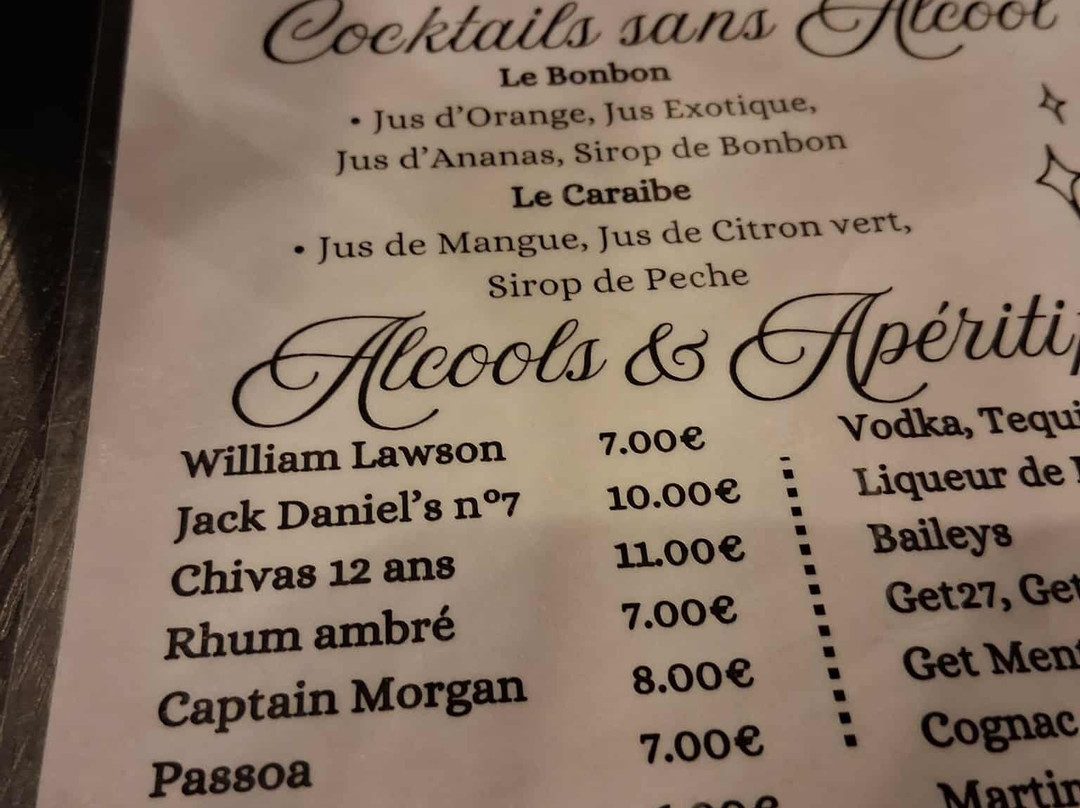 Cocktails sans Alcool
Le Bonbon
• Jus d'Orange, Jus Exotique,
Jus d'Ananas, Sirop de Bonbon
Le Caraibe
• Jus de Mangue, Jus de Citron vert,
Sirop de Peche
Alcools & Apériti
William Lawson 7.00€
Jack Daniel's n°7 10.00€
Chivas 12 ans 11.00€
Rhum ambré 7.00€
Captain Morgan 8.00€
Passoa 7.00€
Vodka, Tequi
Liqueur de
Baileys
Get27, Get
Get Men
Cognac
Martin